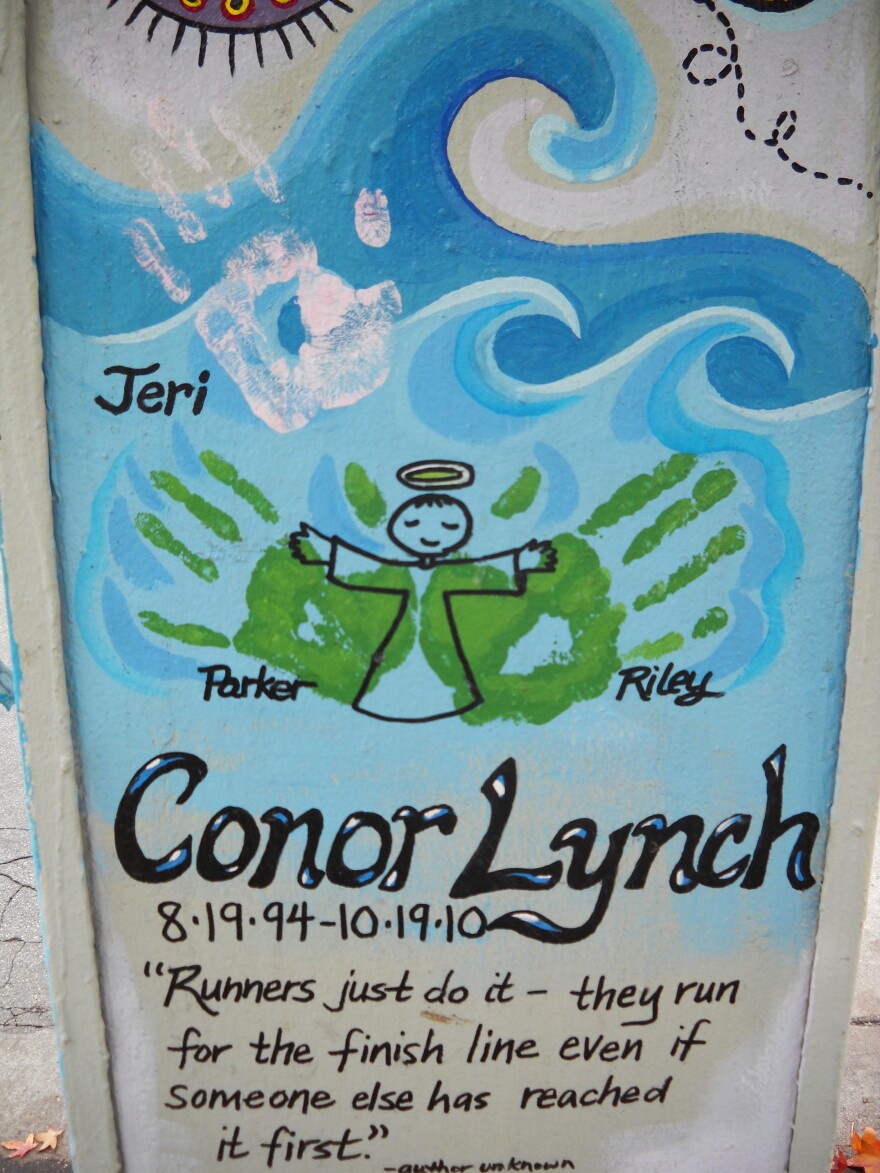 Jeri
Parker
Riley
Conor Lynch
8·19·94-10·19·10
"Runners just do it - they run
for the finish line even if
someone else has reached
it first."
-author unknown